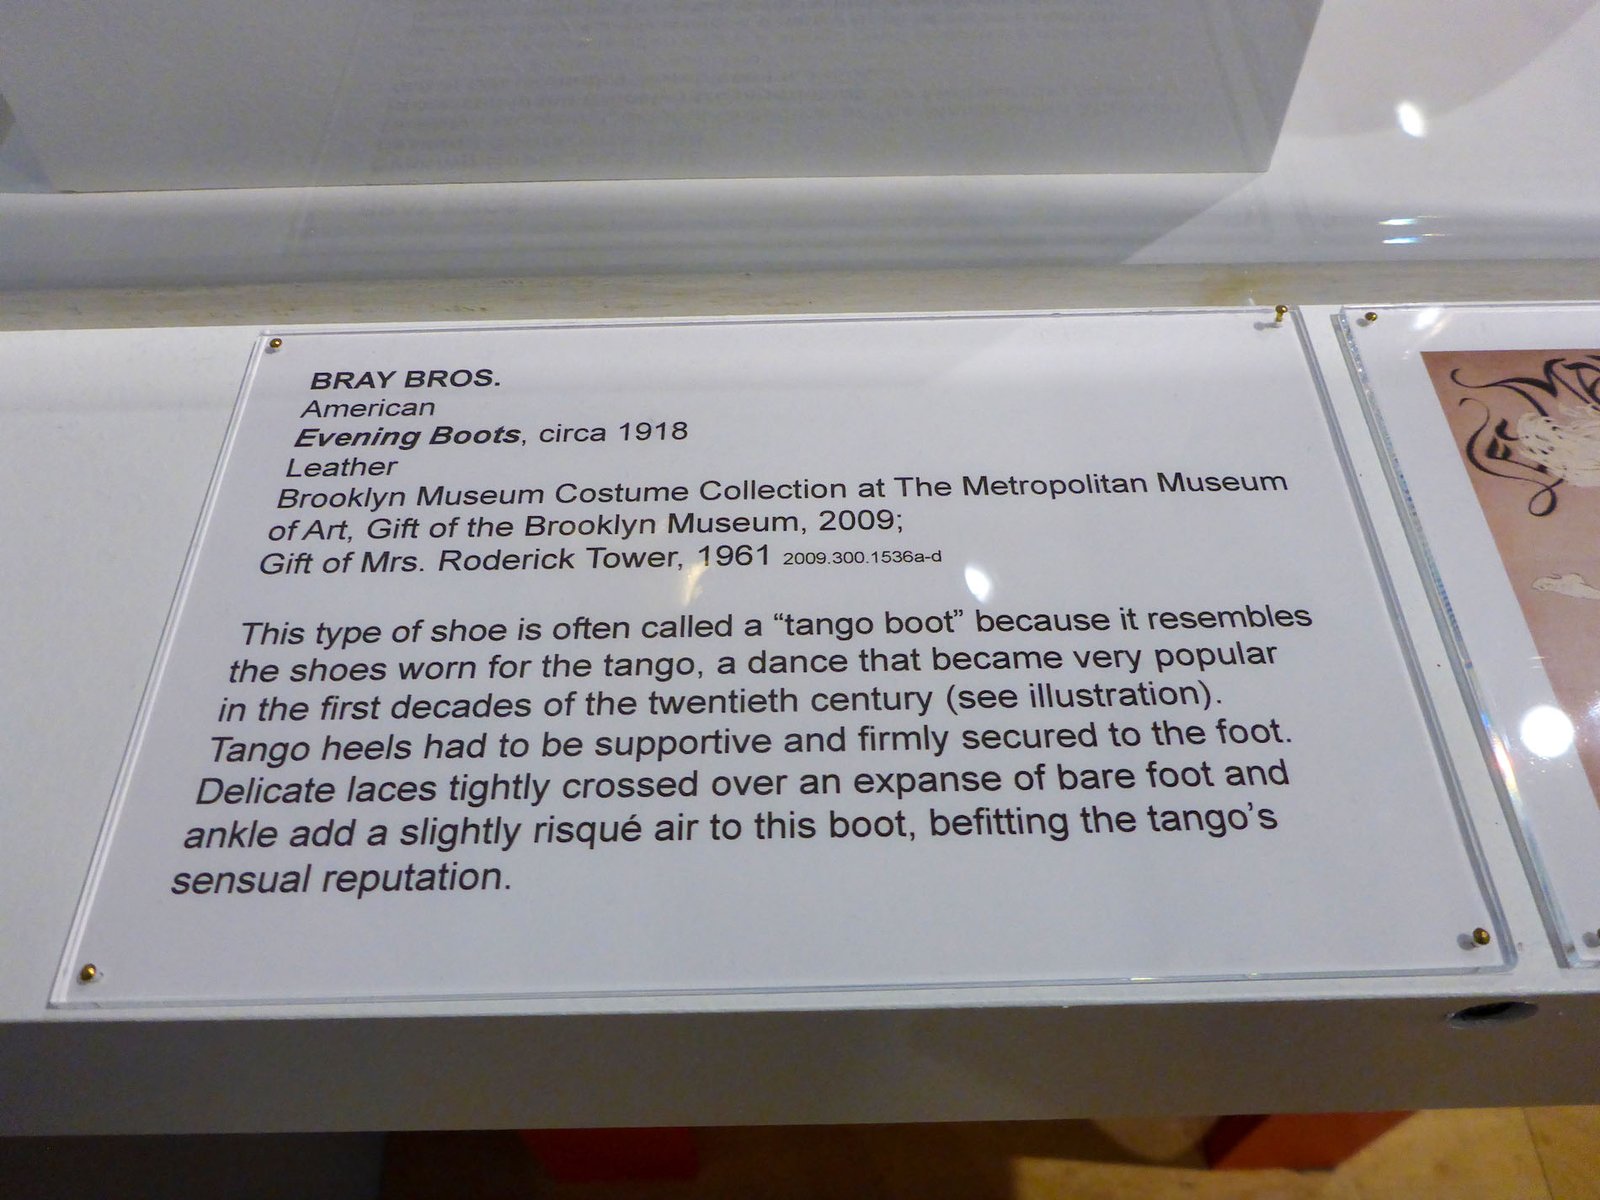 BRAY BROS.
American
Evening Boots, circa 1918
Leather
Brooklyn Museum Costume Collection at The Metropolitan Museum
of Art, Gift of the Brooklyn Museum, 2009;
Gift of Mrs. Roderick Tower, 1961 2009.300.1536a-d
This type of shoe is often called a “tango boot” because it resembles
the shoes worn for the tango, a dance that became very popular
in the first decades of the twentieth century (see illustration).
Tango heels had to be supportive and firmly secured to the foot.
Delicate laces tightly crossed over an expanse of bare foot and
ankle add a slightly risqué air to this boot, befitting the tango’s
sensual reputation.